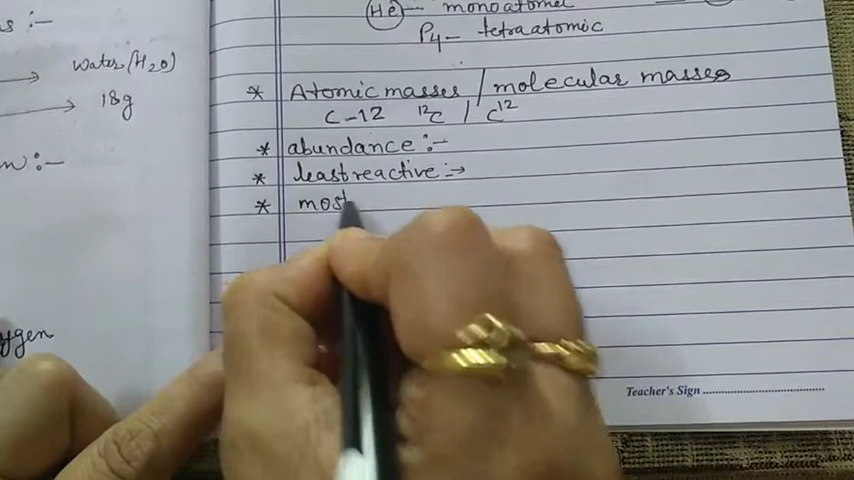 s :-
water (H2O)
18g
n :-
ygen
He - monoatomic
P4 - tetraatomic
* Atomic masses / molecular masses
C-12 12C / C12
* abundance :-
* least reactive :->
* most
Teacher's Sign